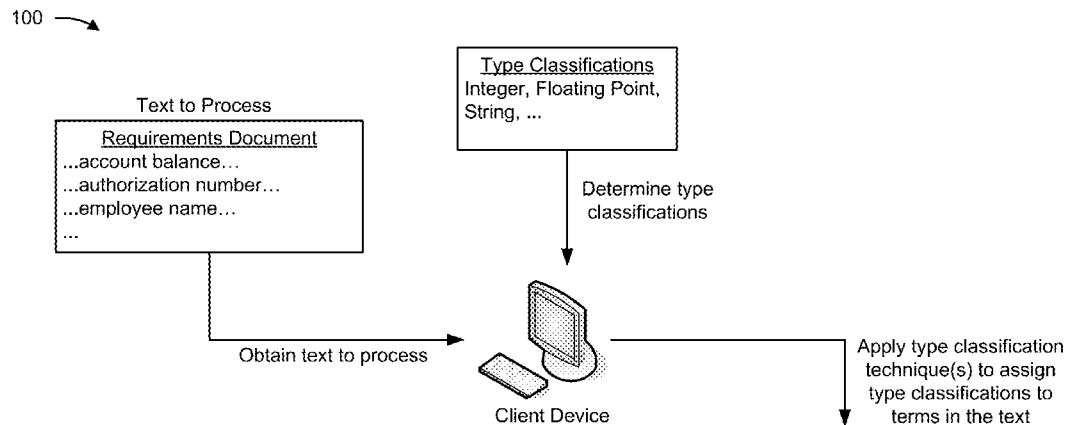 100
Type Classifications
Integer, Floating Point,
String, ...
Text to Process
Requirements Document
...account balance...
...authorization number...
...employee name...
...
Determine type
classifications
Obtain text to process
Client Device
Apply type classification
technique(s) to assign
type classifications to
terms in the text